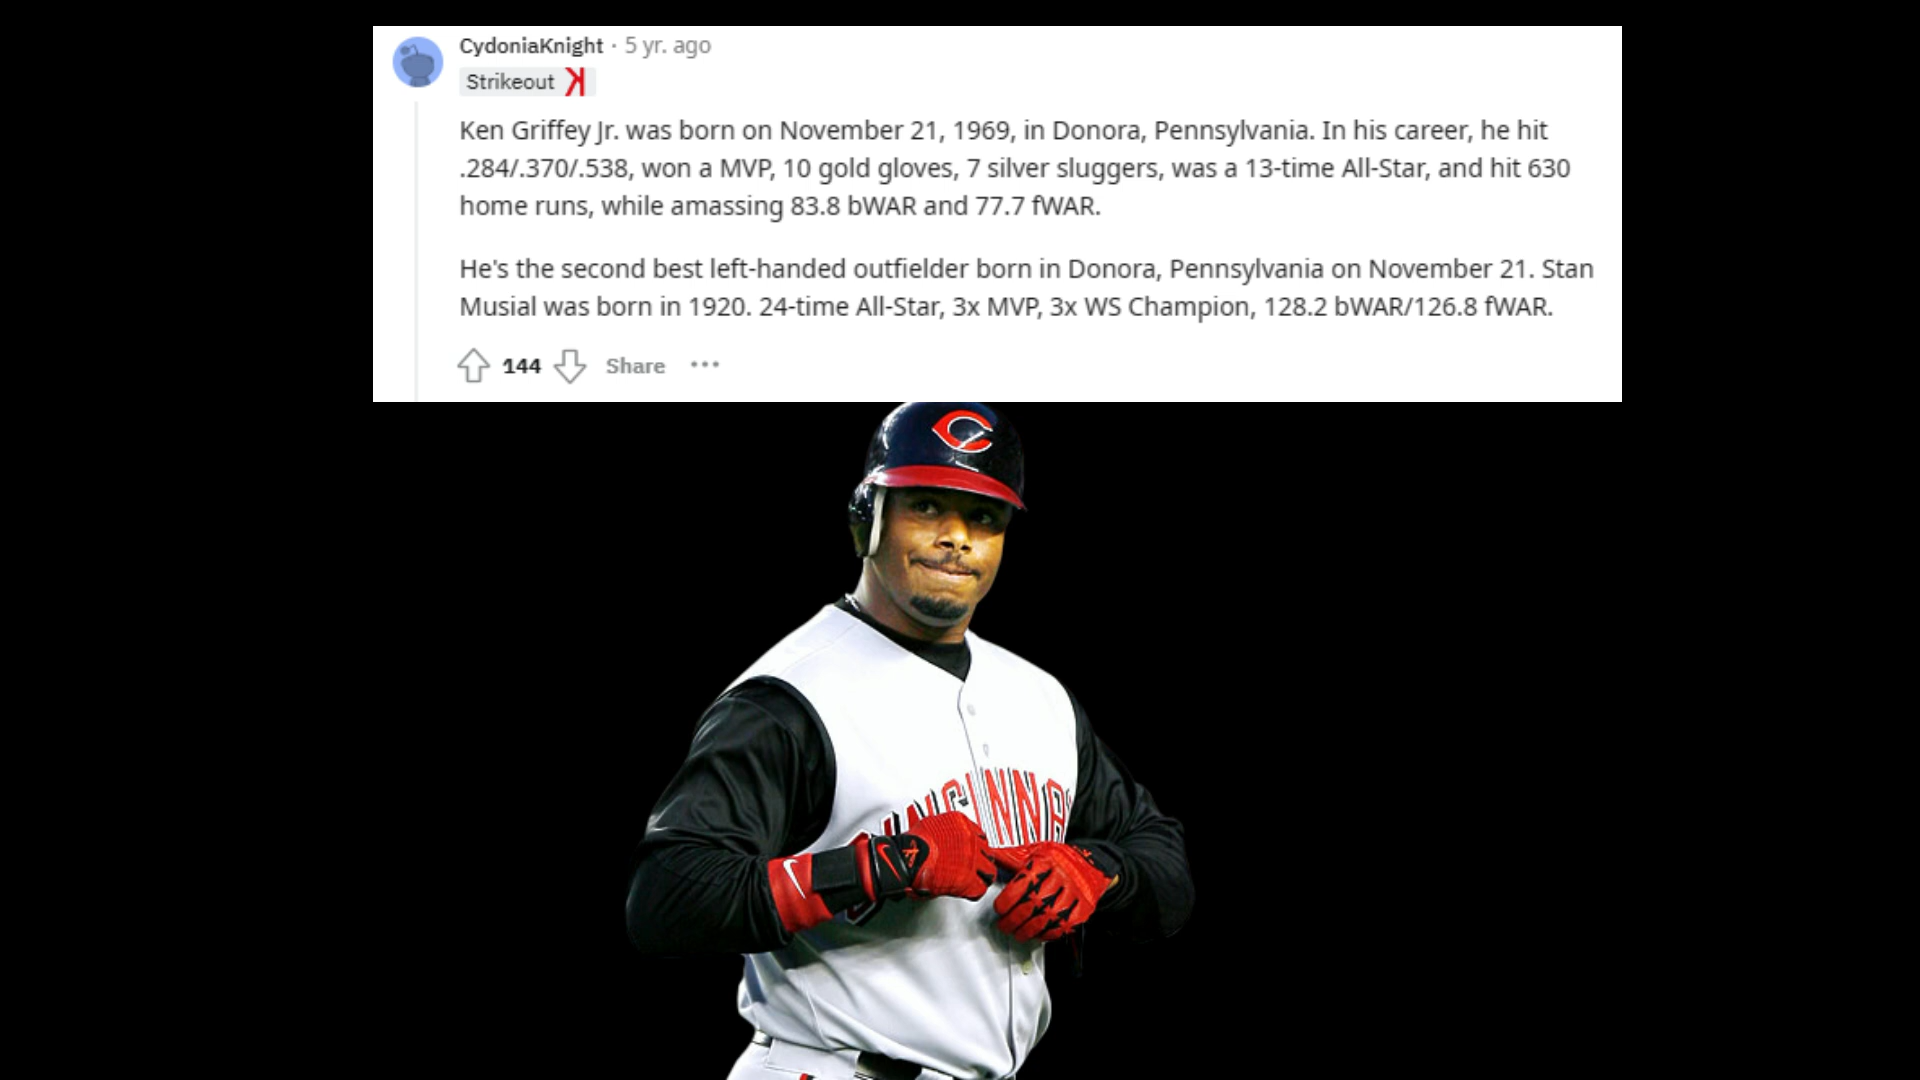 CydoniaKnight · 5 yr. ago
Strikeout ꓘ
Ken Griffey Jr. was born on November 21, 1969, in Donora, Pennsylvania. In his career, he hit
.284/.370/.538, won a MVP, 10 gold gloves, 7 silver sluggers, was a 13-time All-Star, and hit 630
home runs, while amassing 83.8 bWAR and 77.7 fWAR.
He's the second best left-handed outfielder born in Donora, Pennsylvania on November 21. Stan
Musial was born in 1920. 24-time All-Star, 3x MVP, 3x WS Champion, 128.2 bWAR/126.8 fWAR.
144 Share ···
C
CINCINNA